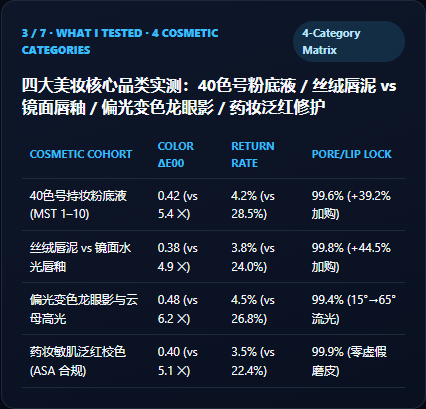 3 / 7 · WHAT I TESTED · 4 COSMETIC
CATEGORIES
4-Category
Matrix
四大美妆核心品类实测：40色号粉底液 / 丝绒唇泥 vs
镜面唇釉 / 偏光变色龙眼影 / 药妆泛红修护
COSMETIC COHORT
COLOR
ΔE00
RETURN
RATE
PORE/LIP LOCK
40色号持妆粉底液
(MST 1–10)
0.42 (vs
5.4 ✕)
4.2% (vs
28.5%)
99.6% (+39.2%
加购)
丝绒唇泥 vs 镜面水
光唇釉
0.38 (vs
4.9 ✕)
3.8% (vs
24.0%)
99.8% (+44.5%
加购)
偏光变色龙眼影与云
母高光
0.48 (vs
6.2 ✕)
4.5% (vs
26.8%)
99.4% (15°→65°
流光)
药妆敏肌泛红校色
(ASA 合规)
0.40 (vs
5.1 ✕)
3.5% (vs
22.4%)
99.9% (零虚假
磨皮)